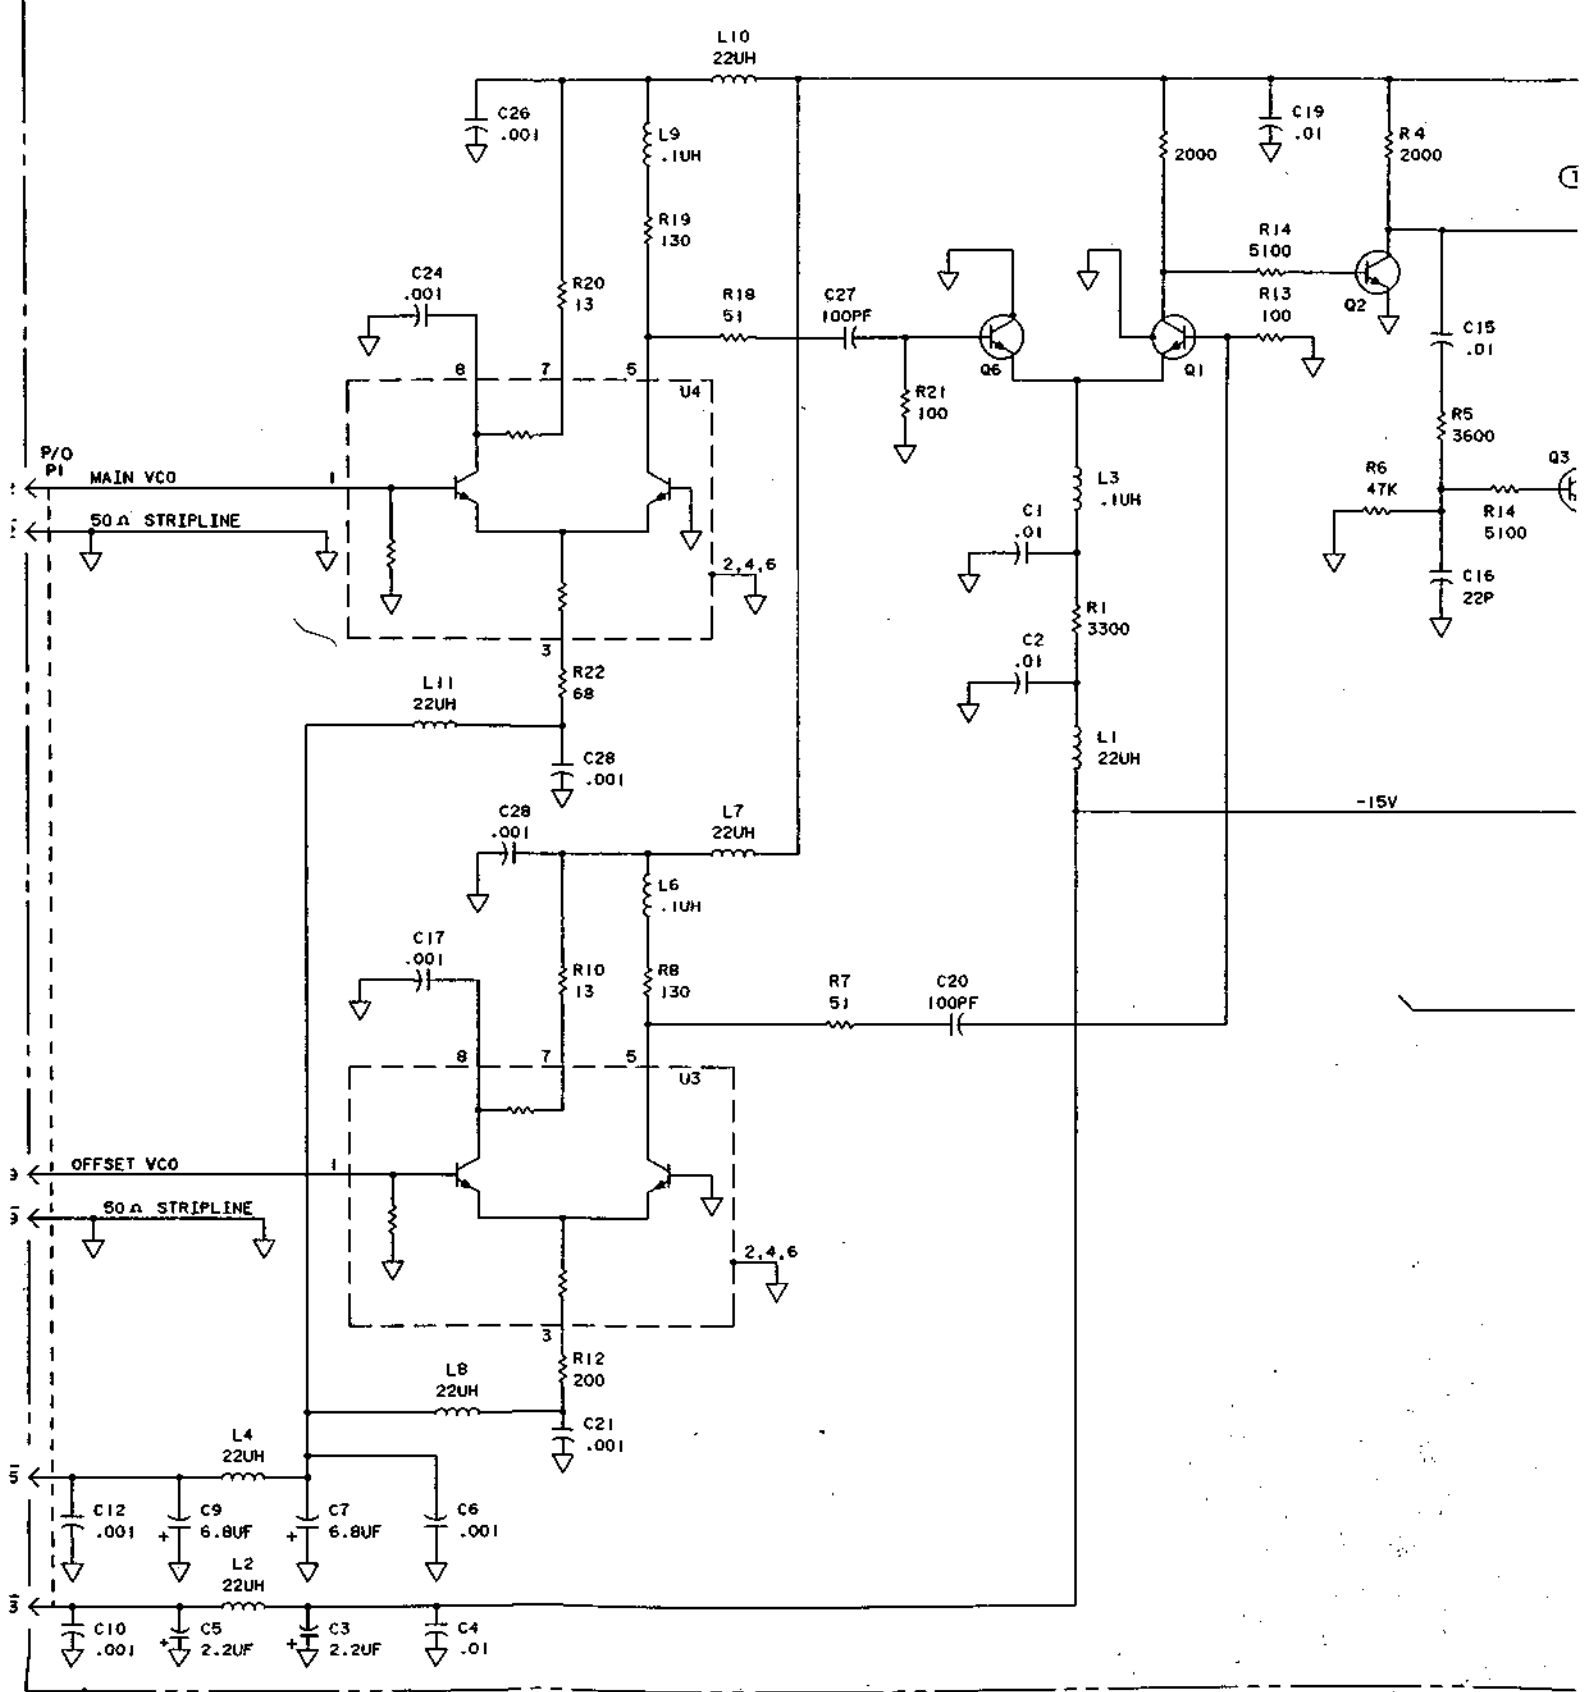 L10
22UH
C26
.001
L9
.1UH
C19
.01
R4
2000
2000
R19
130
R14
5100
C24
.001
R20
13
R18
51
C27
100PF
R13
100
Q2
C15
.01
8
7
5
U4
Q6
Q1
R21
100
R5
3600
P/O
P1
MAIN VCO
1
L3
.1UH
R6
47K
Q3
50Ω STRIPLINE
C1
.01
R14
5100
2,4,6
C16
22P
R1
3300
3
C2
.01
R22
68
L11
22UH
L1
22UH
C28
.001
-15V
C28
.001
L7
22UH
L6
.1UH
C17
.001
R10
13
R8
130
R7
51
C20
100PF
8
7
5
U3
OFFSET VCO
1
50Ω STRIPLINE
2,4,6
3
R12
200
L8
22UH
C21
.001
L4
22UH
C12
.001
C9
+ 6.8UF
C7
+ 6.8UF
C6
.001
L2
22UH
C10
.001
C5
+ 2.2UF
C3
+ 2.2UF
C4
.01